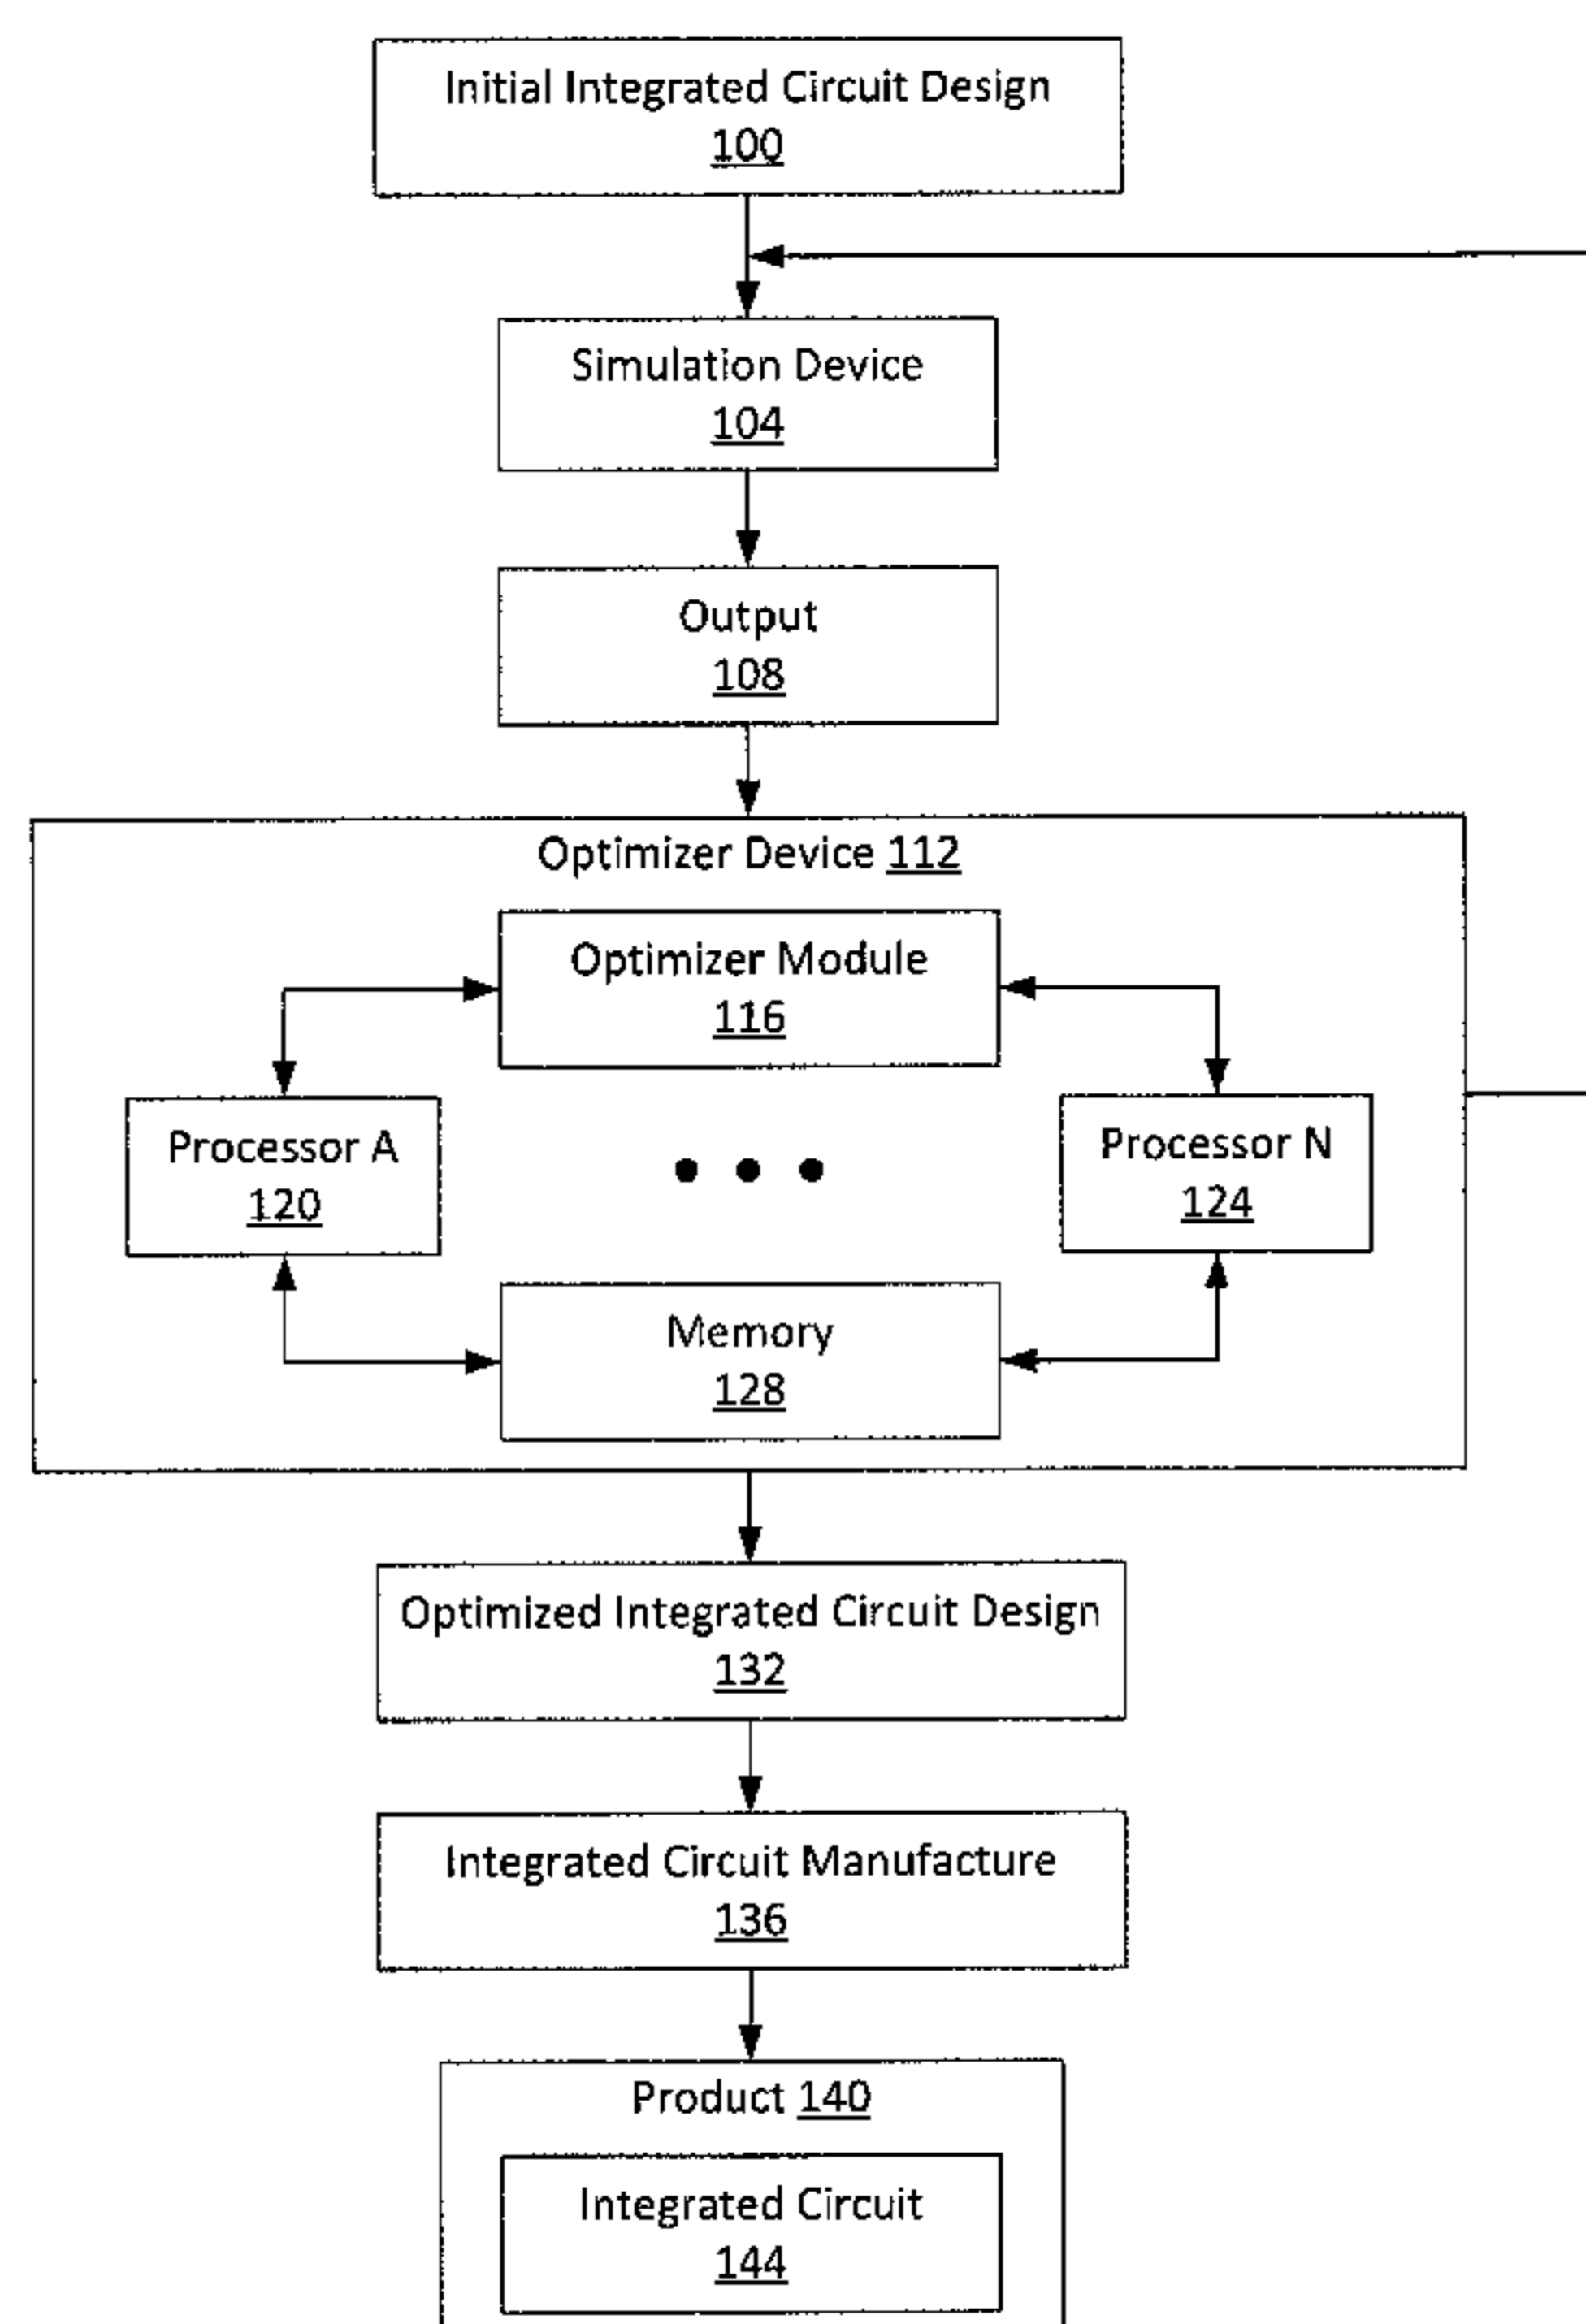 Initial Integrated Circuit Design
100
Simulation Device
104
Output
108
Optimizer Device 112
Optimizer Module
116
Processor A
120
Processor N
124
Memory
128
Optimized Integrated Circuit Design
132
Integrated Circuit Manufacture
136
Product 140
Integrated Circuit
144